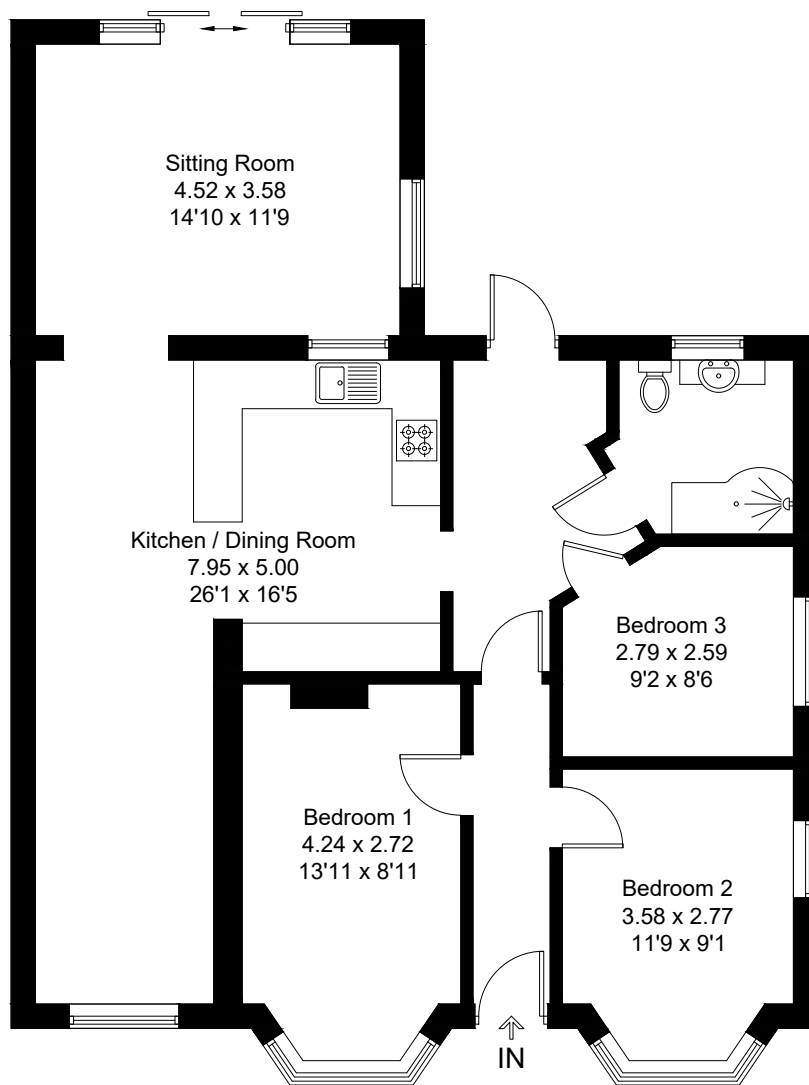 Sitting Room
4.52 x 3.58
14'10 x 11'9
Kitchen / Dining Room
7.95 x 5.00
26'1 x 16'5
Bedroom 3
2.79 x 2.59
9'2 x 8'6
Bedroom 1
4.24 x 2.72
13'11 x 8'11
Bedroom 2
3.58 x 2.77
11'9 x 9'1
IN